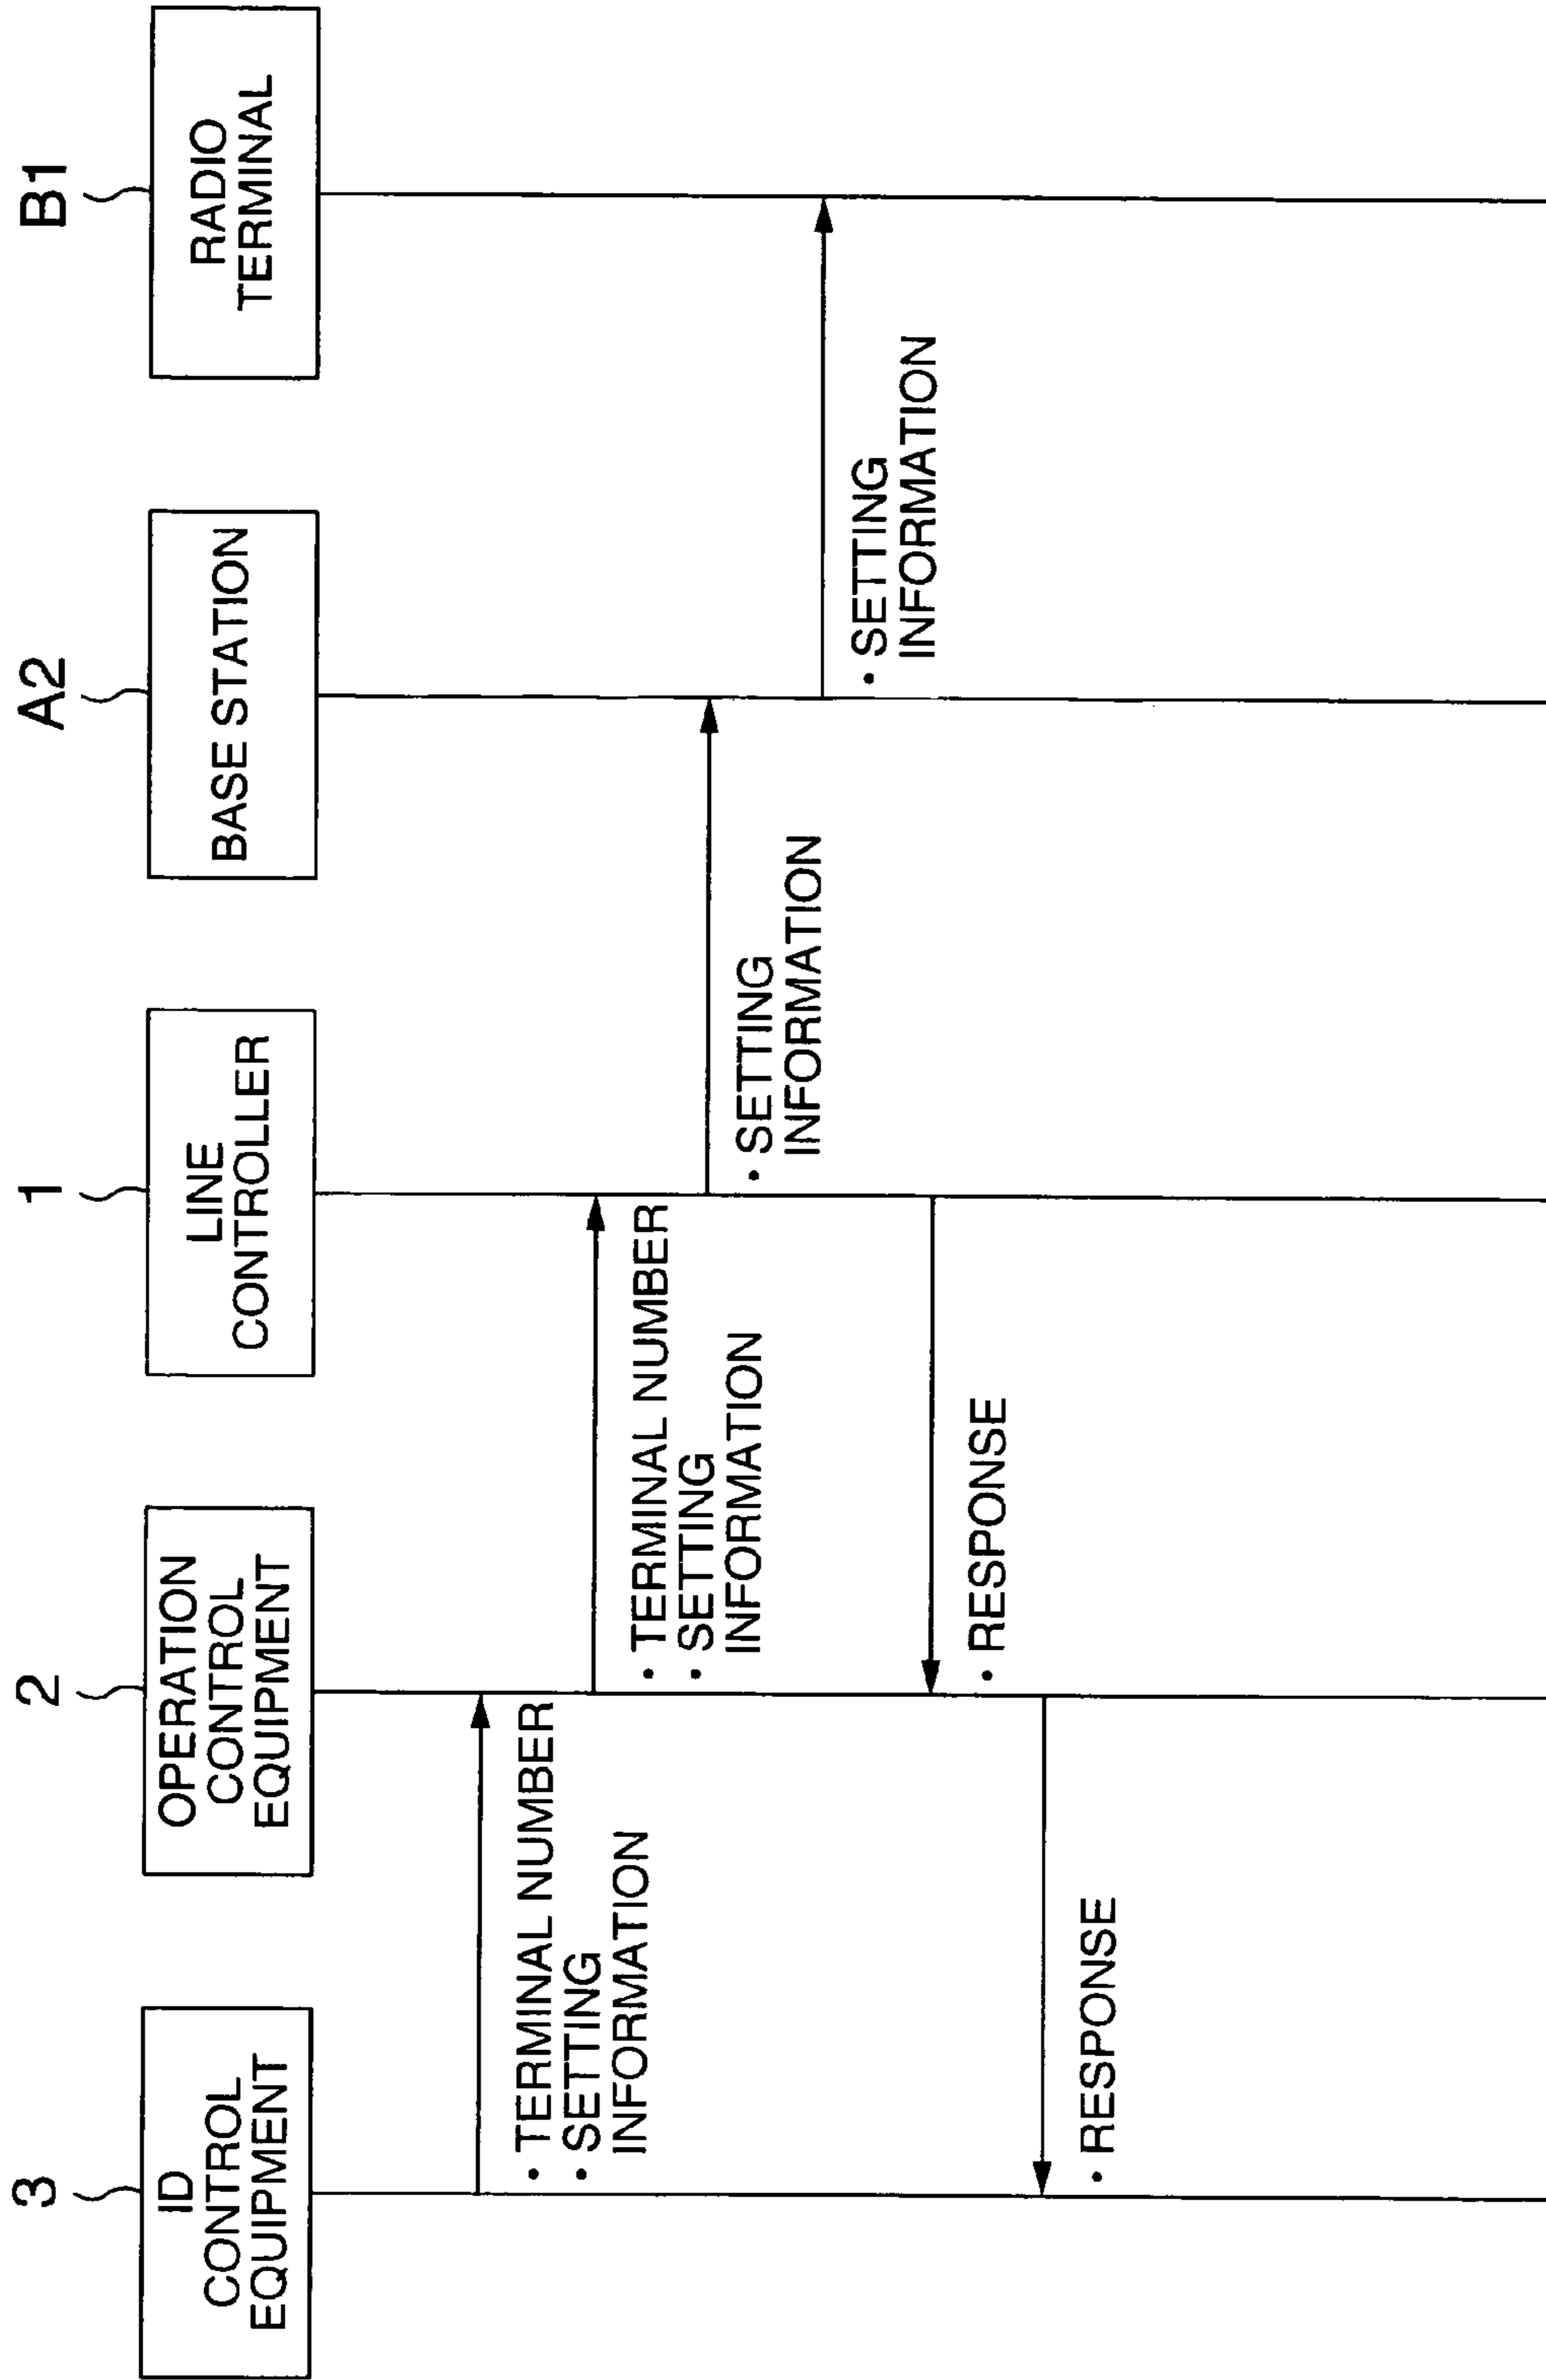 3
ID
CONTROL
EQUIPMENT
2
OPERATION
CONTROL
EQUIPMENT
1
LINE
CONTROLLER
A2
BASE STATION
B1
RADIO
TERMINAL
• TERMINAL NUMBER
• SETTING
INFORMATION
• TERMINAL NUMBER
• SETTING
INFORMATION
• SETTING
INFORMATION
• SETTING
INFORMATION
• RESPONSE
• RESPONSE